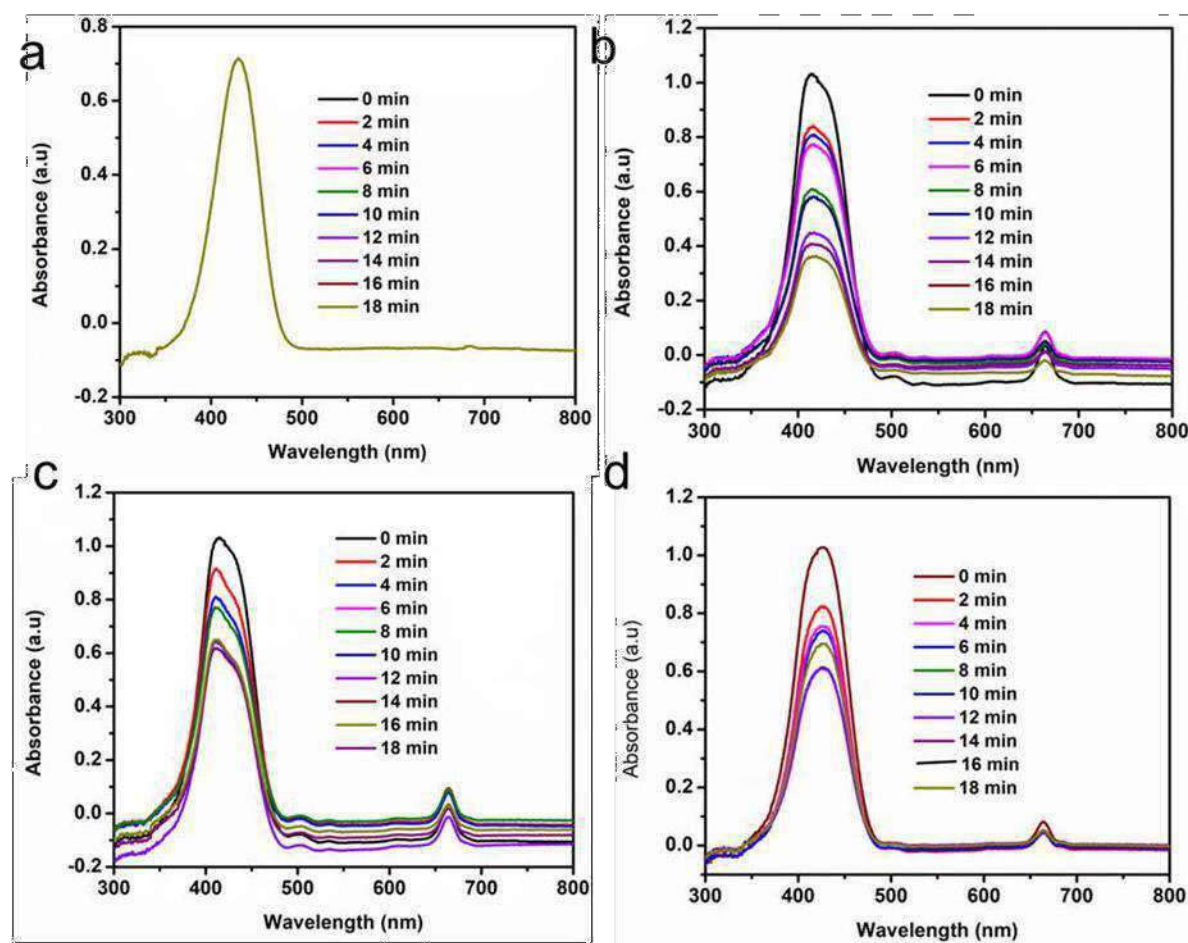 a
0.8
0.6
0.4
0.2
0.0
-0.2
Absorbance (a.u)
300 400 500 600 700 800
Wavelength (nm)
0 min
2 min
4 min
6 min
8 min
10 min
12 min
14 min
16 min
18 min
b
1.2
1.0
0.8
0.6
0.4
0.2
0.0
-0.2
Absorbance (a.u)
300 400 500 600 700 800
Wavelength (nm)
0 min
2 min
4 min
6 min
8 min
10 min
12 min
14 min
16 min
18 min
c
1.2
1.0
0.8
0.6
0.4
0.2
0.0
-0.2
Absorbance (a.u)
300 400 500 600 700 800
Wavelength (nm)
0 min
2 min
4 min
6 min
8 min
10 min
12 min
14 min
16 min
18 min
d
1.2
1.0
0.8
0.6
0.4
0.2
0.0
Absorbance (a.u)
300 400 500 600 700 800
Wavelength (nm)
0 min
2 min
4 min
6 min
8 min
10 min
12 min
14 min
16 min
18 min